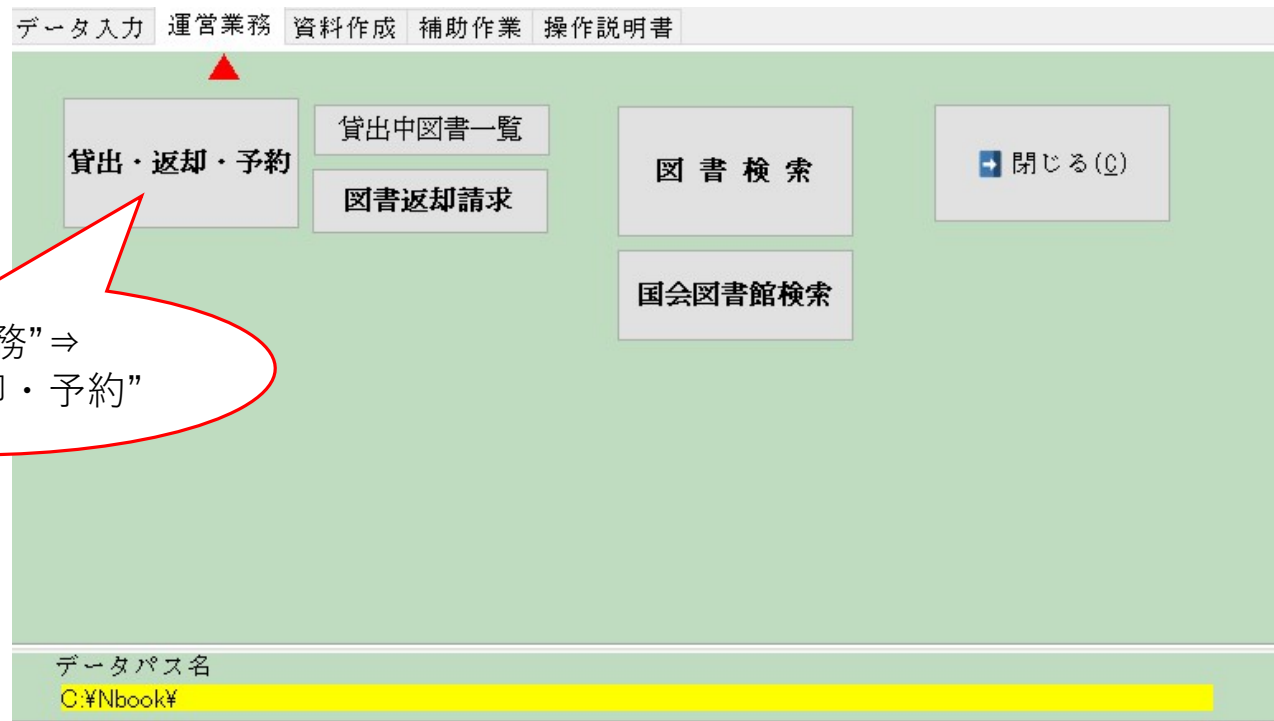 データ入力 運営業務 資料作成 補助作業 操作説明書
貸出・返却・予約
貸出中図書一覧
図書返却請求
図書検索
国会図書館検索
閉じる(C)
務”⇒
・予約”
データパス名
C:¥Nbook¥